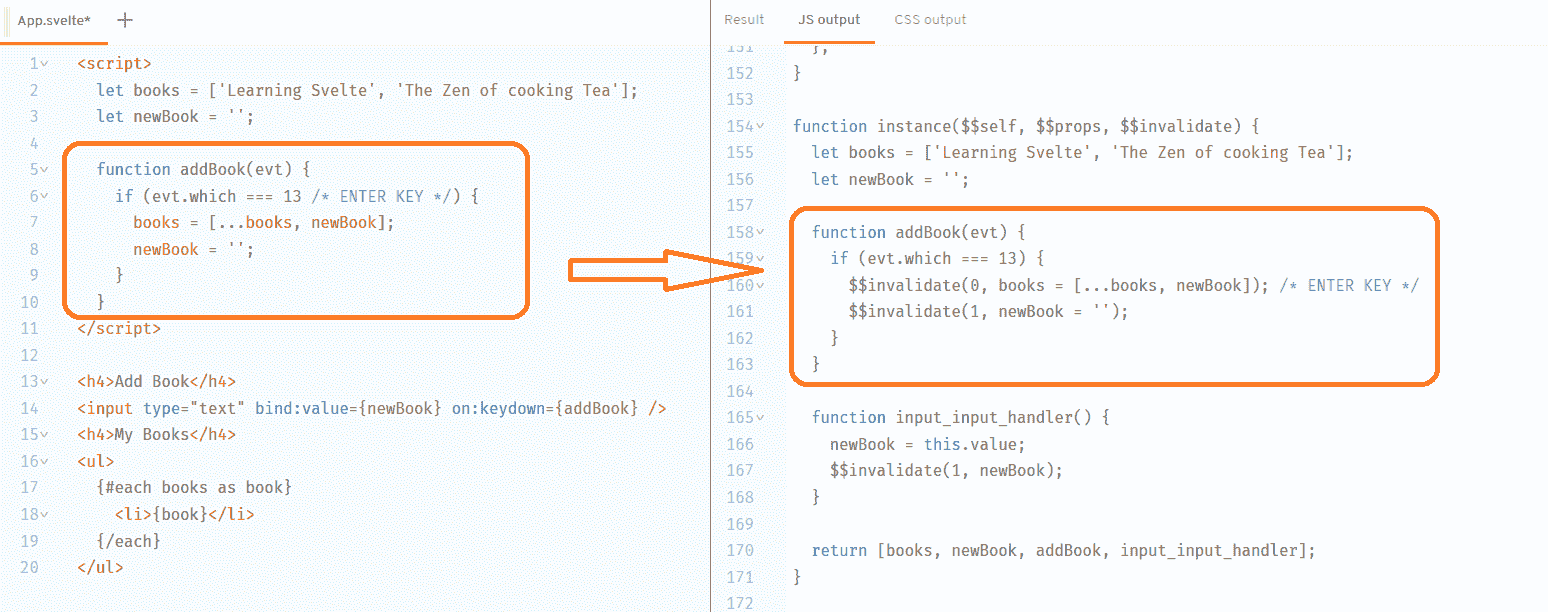 App.svelte* +
1 <script>
2 let books = ['Learning Svelte', 'The Zen of cooking Tea'];
3 let newBook = '';
4
5 function addBook(evt) {
6 if (evt.which === 13 /* ENTER KEY */) {
7 books = [...books, newBook];
8 newBook = '';
9 }
10 }
11 </script>
12
13 <h4>Add Book</h4>
14 <input type="text" bind:value={newBook} on:keydown={addBook} />
15 <h4>My Books</h4>
16 <ul>
17 {#each books as book}
18 <li>{book}</li>
19 {/each}
20 </ul>
Result JS output CSS output
151 },
152 }
153
154 function instance($$self, $$props, $$invalidate) {
155 let books = ['Learning Svelte', 'The Zen of cooking Tea'];
156 let newBook = '';
157
158 function addBook(evt) {
159 if (evt.which === 13) {
160 $$invalidate(0, books = [...books, newBook]); /* ENTER KEY */
161 $$invalidate(1, newBook = '');
162 }
163 }
164
165 function input_input_handler() {
166 newBook = this.value;
167 $$invalidate(1, newBook);
168 }
169
170 return [books, newBook, addBook, input_input_handler];
171 }
172